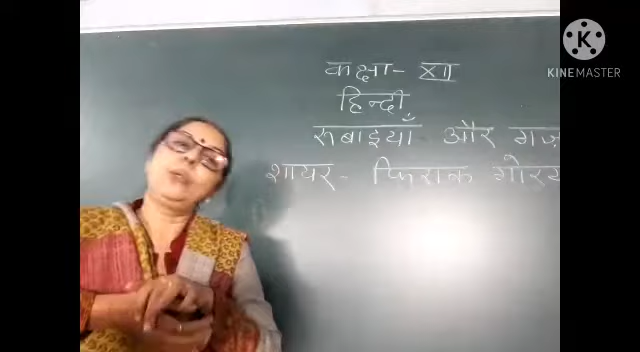 KINEMASTER
कक्षा - XII
हिन्दी
रुबाइयाँ और
शायर - फिराक